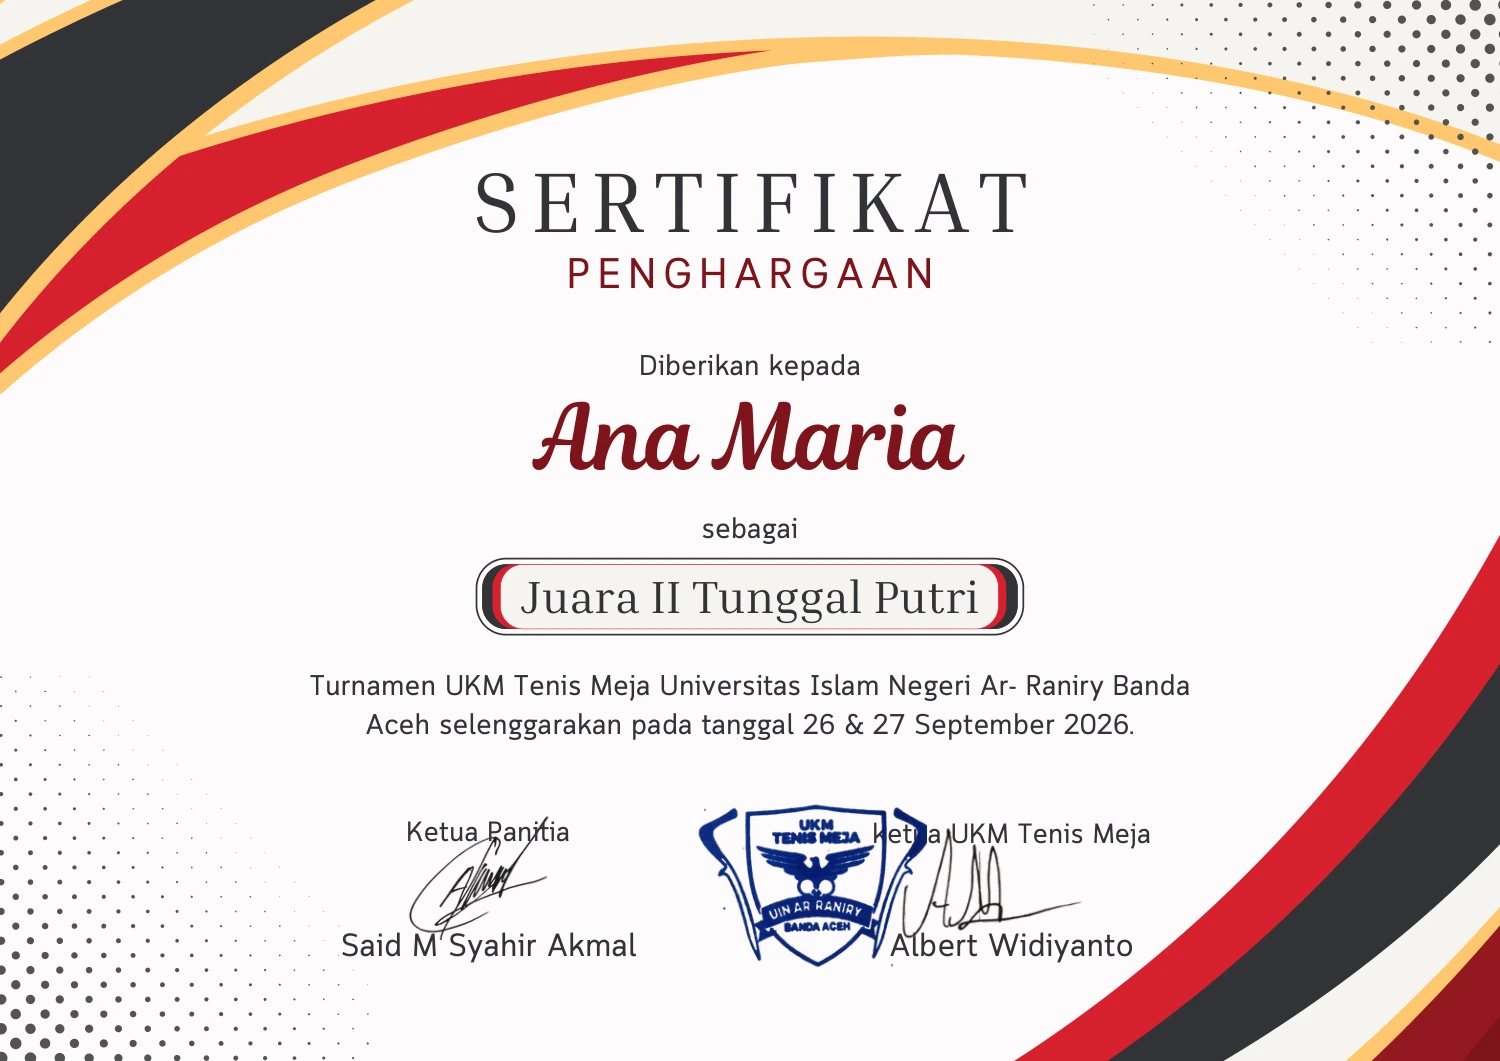 SERTIFIKAT
PENGHARGAAN
Diberikan kepada
Ana Maria
sebagai
Juara II Tunggal Putri
Turnamen UKM Tenis Meja Universitas Islam Negeri Ar- Raniry Banda
Aceh selenggarakan pada tanggal 26 & 27 September 2026.
Ketua Panitia
ketua UKM Tenis Meja
UKM
TENIS MEJA
UIN AR RANIRY
BANDA ACEH
Said M Syahir Akmal
Albert Widiyanto